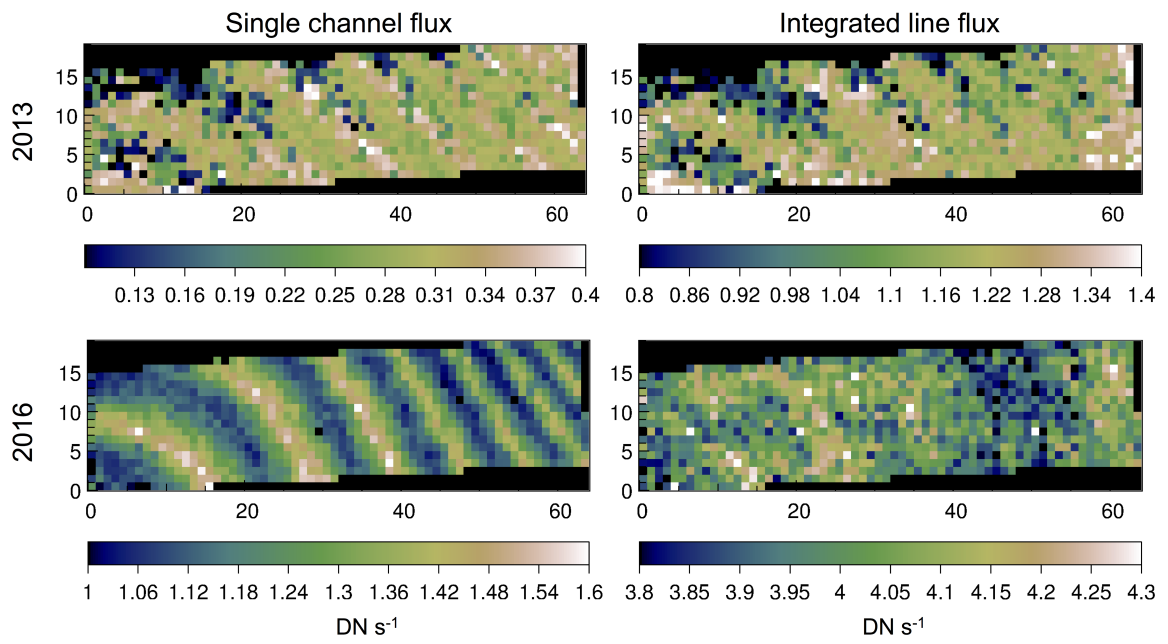 Single channel flux
Integrated line flux
2013
15
10
5
0
0 20 40 60
0 20 40 60
15
10
5
0
0.13 0.16 0.19 0.22 0.25 0.28 0.31 0.34 0.37 0.4
0.8 0.86 0.92 0.98 1.04 1.1 1.16 1.22 1.28 1.34 1.4
2016
15
10
5
0
0 20 40 60
15
10
5
0
0 20 40 60
1 1.06 1.12 1.18 1.24 1.3 1.36 1.42 1.48 1.54 1.6
3.8 3.85 3.9 3.95 4 4.05 4.1 4.15 4.2 4.25 4.3
DN s⁻¹
DN s⁻¹